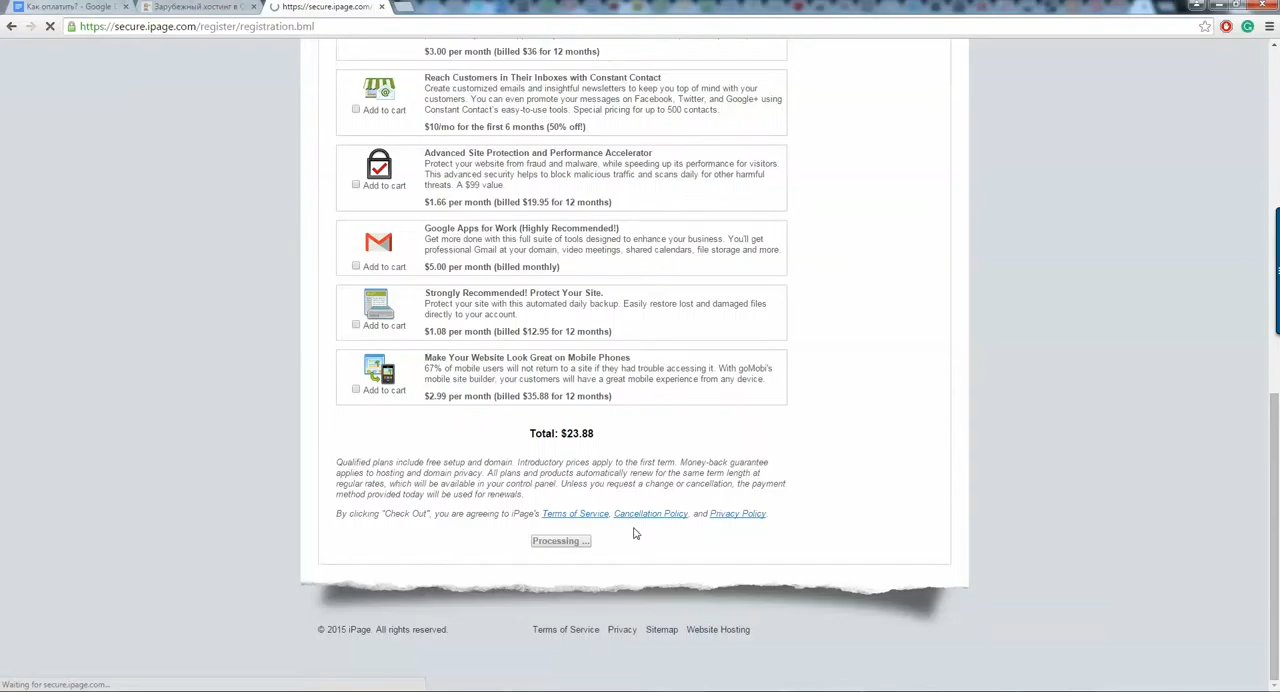 Как оплатить? - Google
Зарубежный хостинг в
https://secure.ipage.com/
https://secure.ipage.com/register/registration.bml
$3.00 per month (billed $36 for 12 months)
Reach Customers in Their Inboxes with Constant Contact
Create customized emails and insightful newsletters to keep you top of mind with your
customers. You can even promote your messages on Facebook, Twitter, and Google+ using
Constant Contact's easy-to-use tools. Special pricing for up to 500 contacts.
Add to cart
$10/mo for the first 6 months (50% off!)
Advanced Site Protection and Performance Accelerator
Protect your website from fraud and malware, while speeding up its performance for visitors.
This advanced security helps to block malicious traffic and scans daily for other harmful
threats. A $99 value.
Add to cart
$1.66 per month (billed $19.95 for 12 months)
Google Apps for Work (Highly Recommended!)
Get more done with this full suite of tools designed to enhance your business. You'll get
professional Gmail at your domain, video meetings, shared calendars, file storage and more.
Add to cart
$5.00 per month (billed monthly)
Strongly Recommended! Protect Your Site.
Protect your site with this automated daily backup. Easily restore lost and damaged files
directly to your account.
Add to cart
$1.08 per month (billed $12.95 for 12 months)
Make Your Website Look Great on Mobile Phones
67% of mobile users will not return to a site if they had trouble accessing it. With goMobi's
mobile site builder, your customers will have a great mobile experience from any device.
Add to cart
$2.99 per month (billed $35.88 for 12 months)
Total: $23.88
Qualified plans include free setup and domain. Introductory prices apply to the first term. Money-back guarantee
applies to hosting and domain privacy. All plans and products automatically renew for the same term length at
regular rates, which will be available in your control panel. Unless you request a change or cancellation, the payment
method provided today will be used for renewals.
By clicking "Check Out", you are agreeing to iPage's Terms of Service, Cancellation Policy, and Privacy Policy.
Processing ...
© 2015 iPage. All rights reserved.
Terms of Service Privacy Sitemap Website Hosting
Waiting for secure.ipage.com...